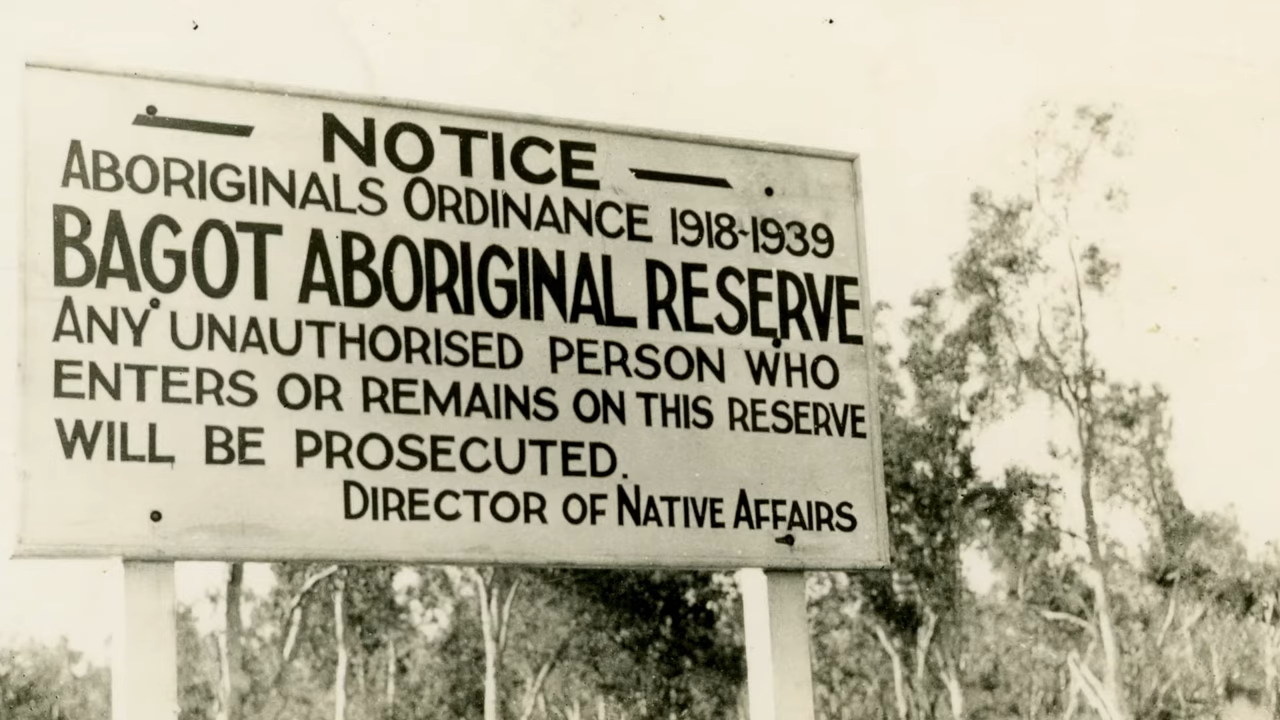 NOTICE
ABORIGINALS ORDINANCE 1918-1939
BAGOT ABORIGINAL RESERVE
ANY UNAUTHORISED PERSON WHO
ENTERS OR REMAINS ON THIS RESERVE
WILL BE PROSECUTED.
DIRECTOR OF NATIVE AFFAIRS